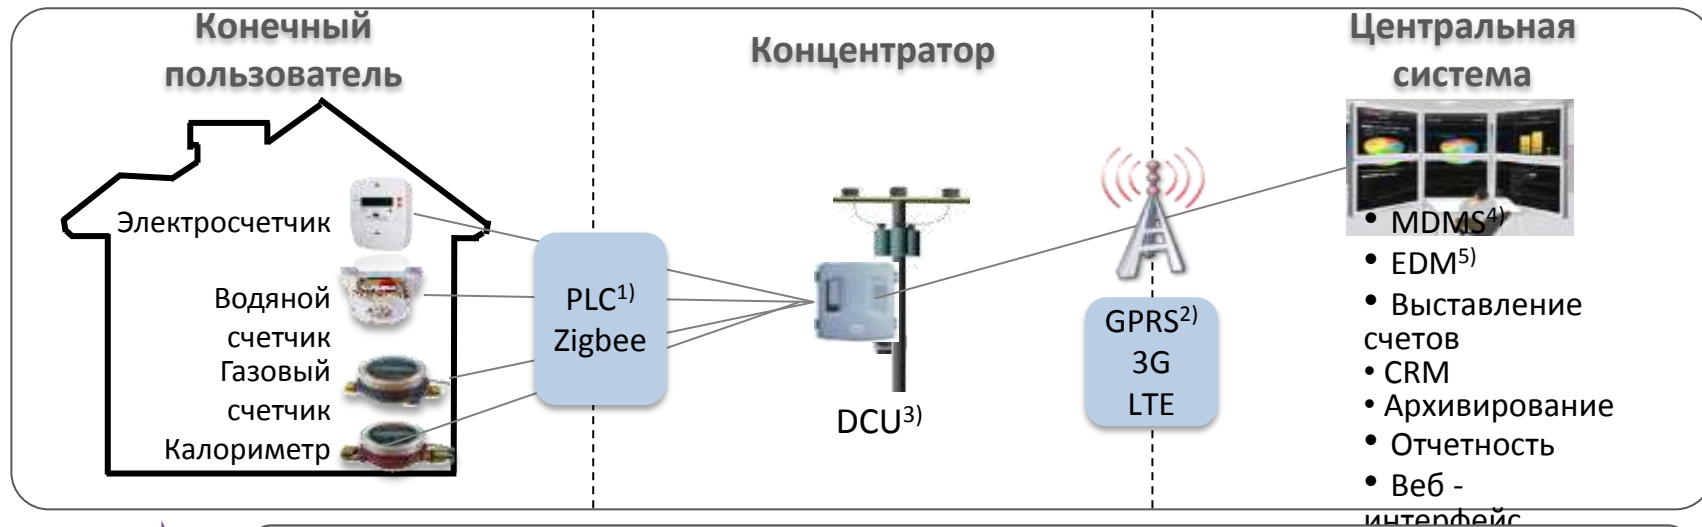 Конечный
пользователь
Концентратор
Центральная
система
Электросчетчик
Водяной
счетчик
Газовый
счетчик
Калориметр
PLC1)
Zigbee
DCU3)
GPRS2)
3G
LTE
• MDMS4)
• EDM5)
• Выставление
счетов
• CRM
• Архивирование
• Отчетность
• Веб -
интерфейс